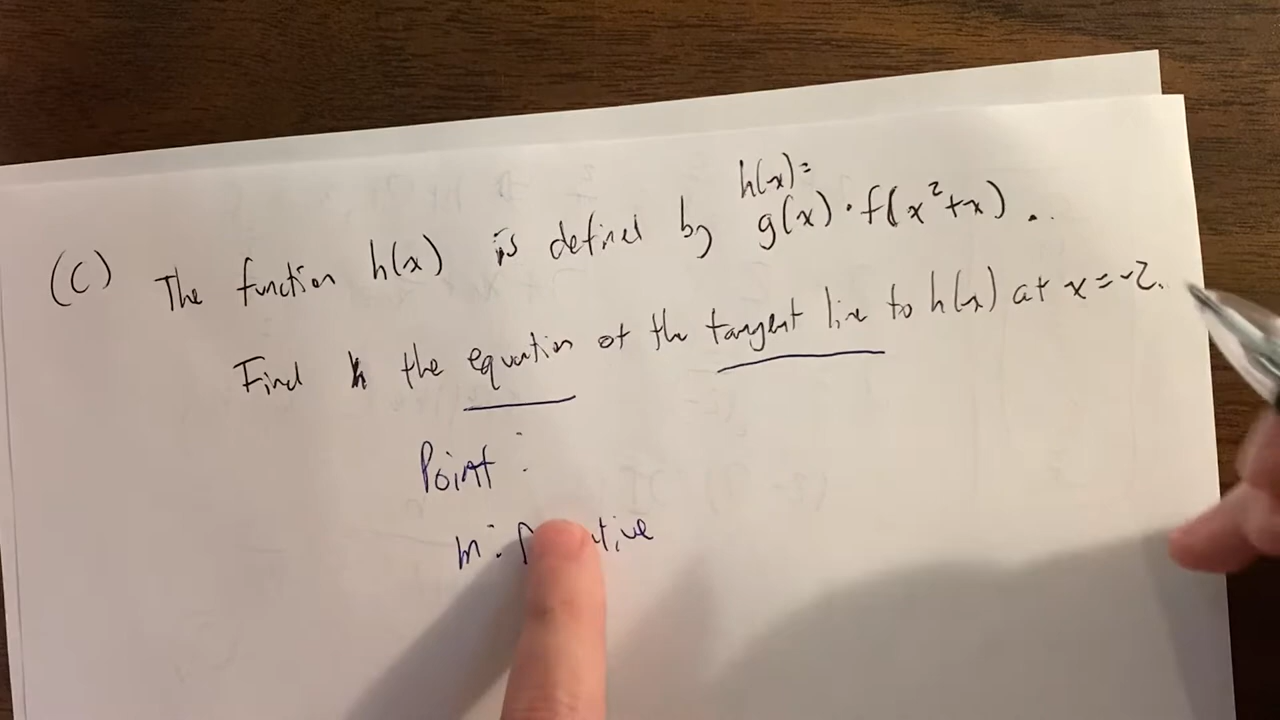 h(x)=
(C) The function h(x) is defined by g(x)·f(x²+x).
Find the equation of the tangent line to h(x) at x=-2.
Point:
m: